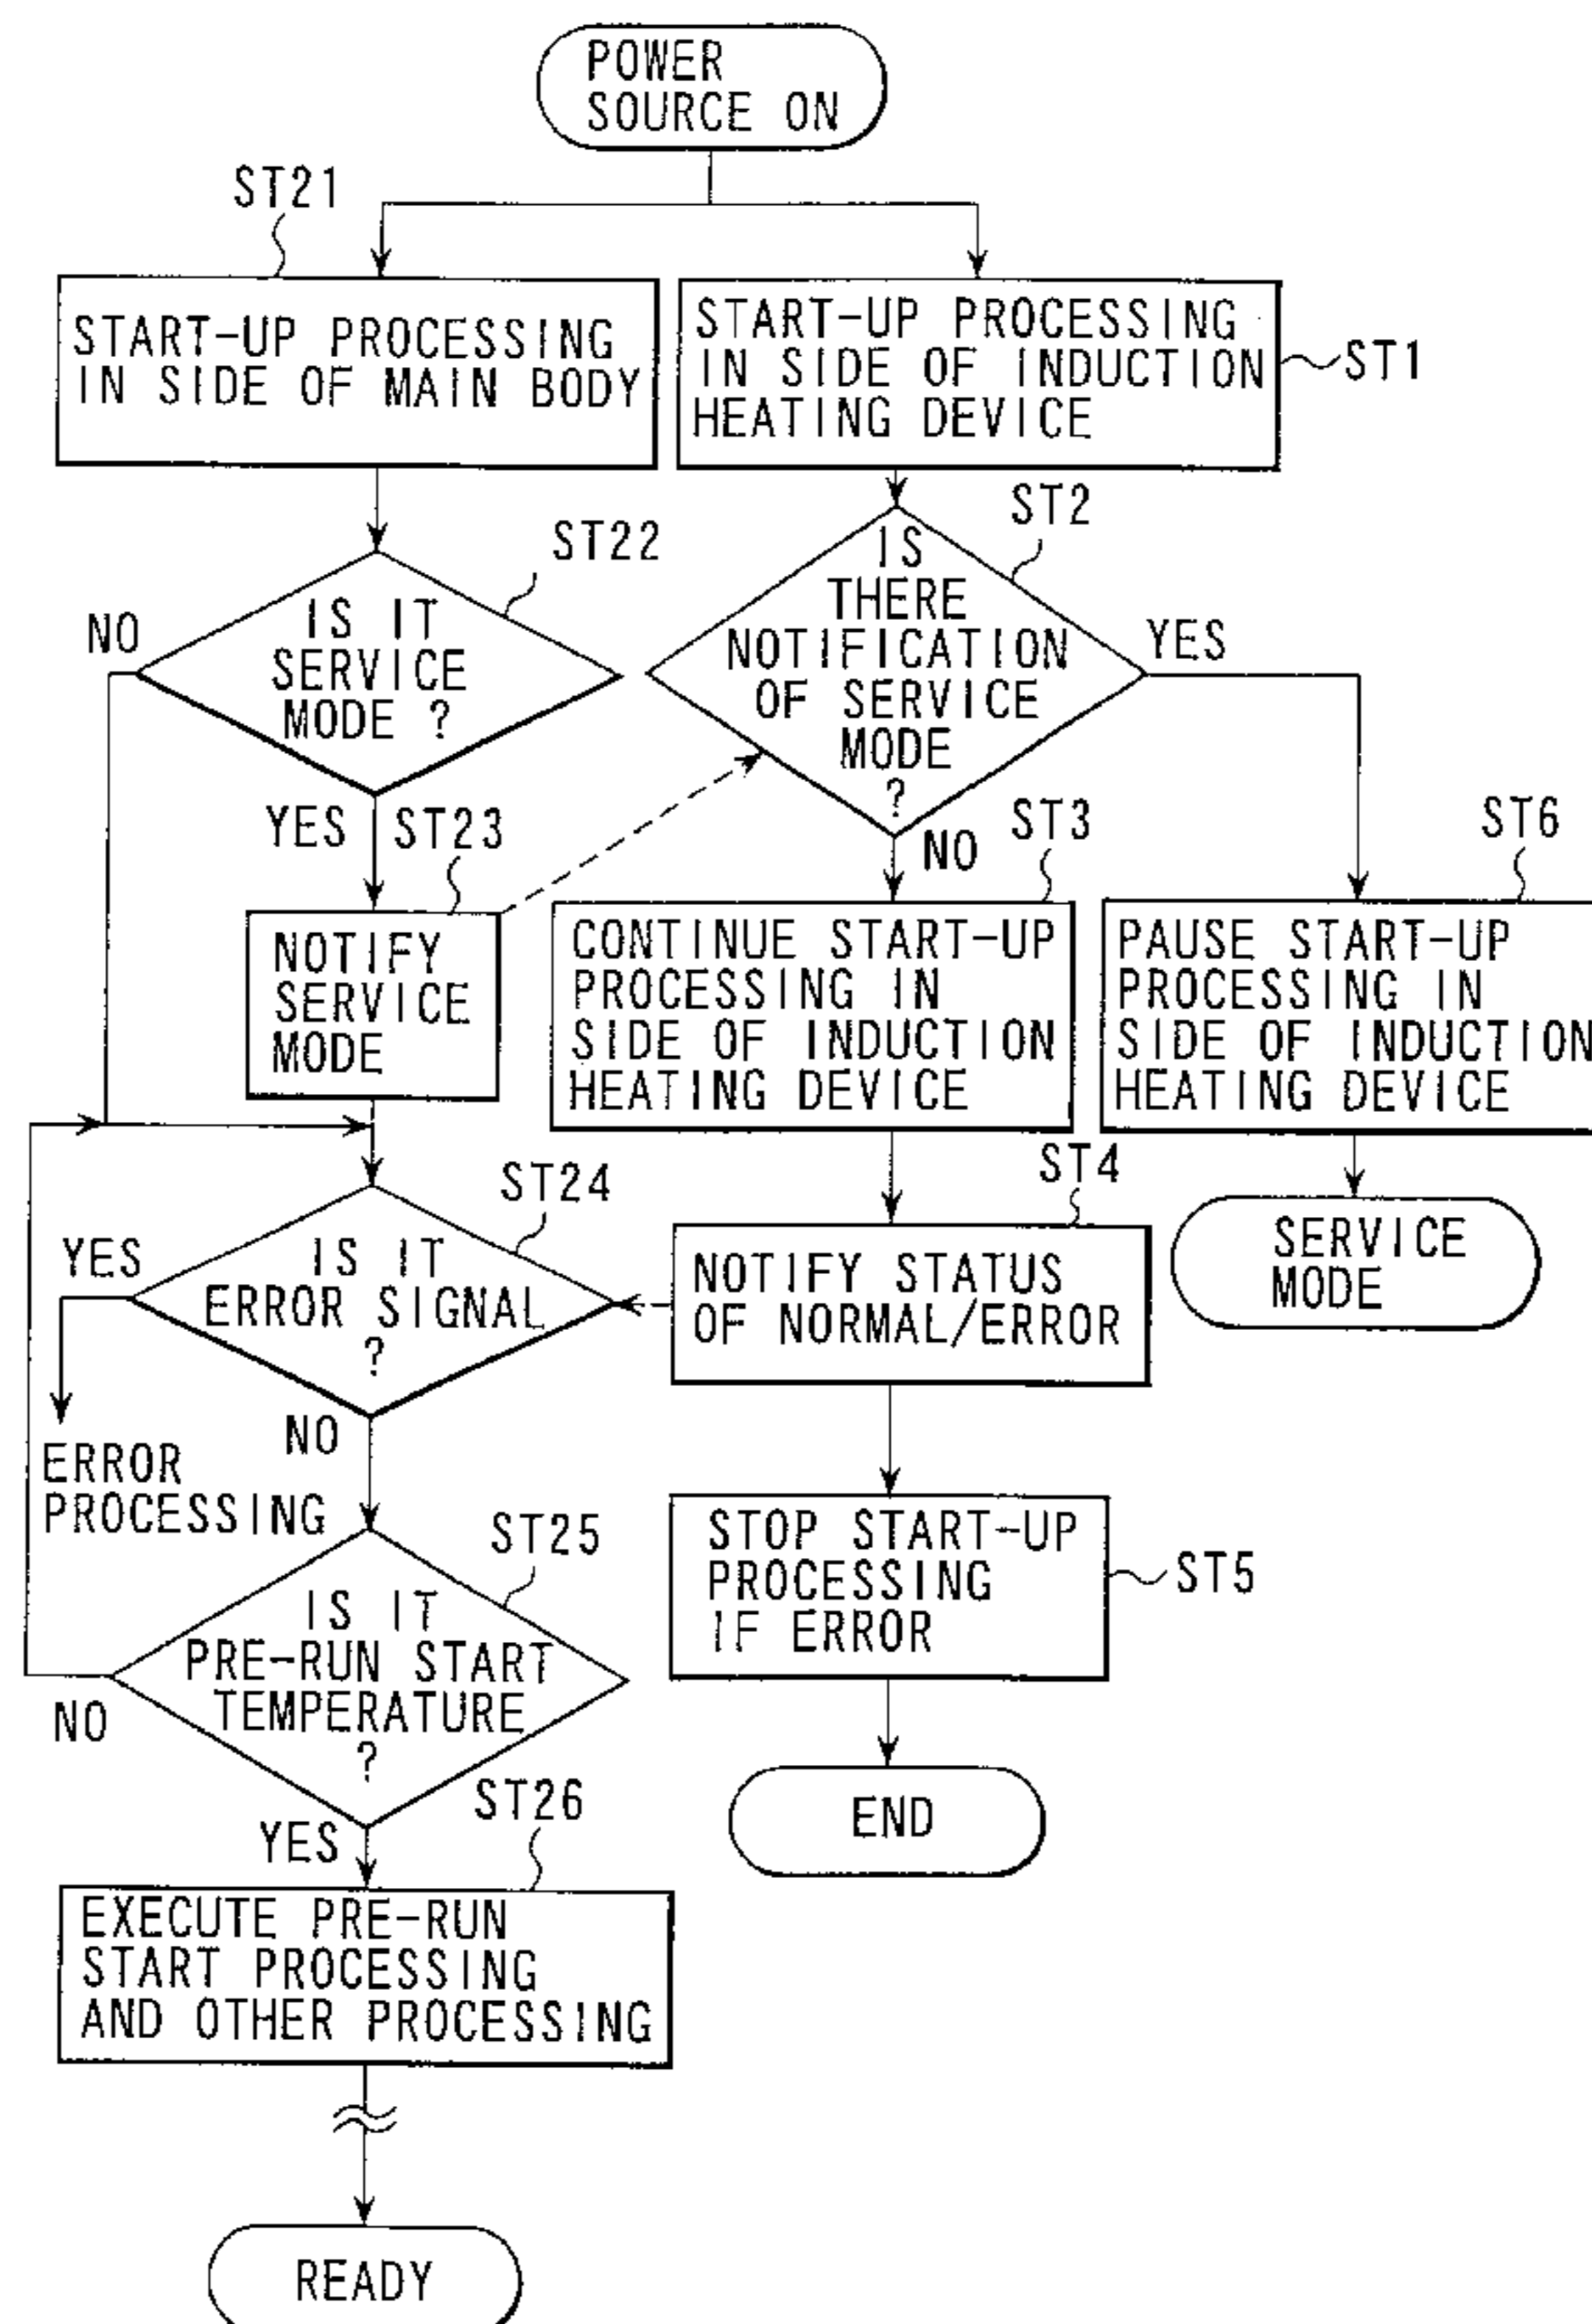 POWER
SOURCE ON
ST21
START-UP PROCESSING
IN SIDE OF MAIN BODY
START-UP PROCESSING
IN SIDE OF INDUCTION
HEATING DEVICE
ST1
ST22
NO
IS IT
SERVICE
MODE ?
YES
ST2
IS
THERE
NOTIFICATION
OF SERVICE
MODE
?
YES
NO
ST23
NOTIFY
SERVICE
MODE
ST3
CONTINUE START-UP
PROCESSING IN
SIDE OF INDUCTION
HEATING DEVICE
ST6
PAUSE START-UP
PROCESSING IN
SIDE OF INDUCTION
HEATING DEVICE
SERVICE
MODE
ST24
YES
IS IT
ERROR SIGNAL
?
NO
ERROR
PROCESSING
ST4
NOTIFY STATUS
OF NORMAL/ERROR
STOP START-UP
PROCESSING
IF ERROR
ST5
END
ST25
IS IT
PRE-RUN START
TEMPERATURE
?
NO
YES
ST26
EXECUTE PRE-RUN
START PROCESSING
AND OTHER PROCESSING
READY